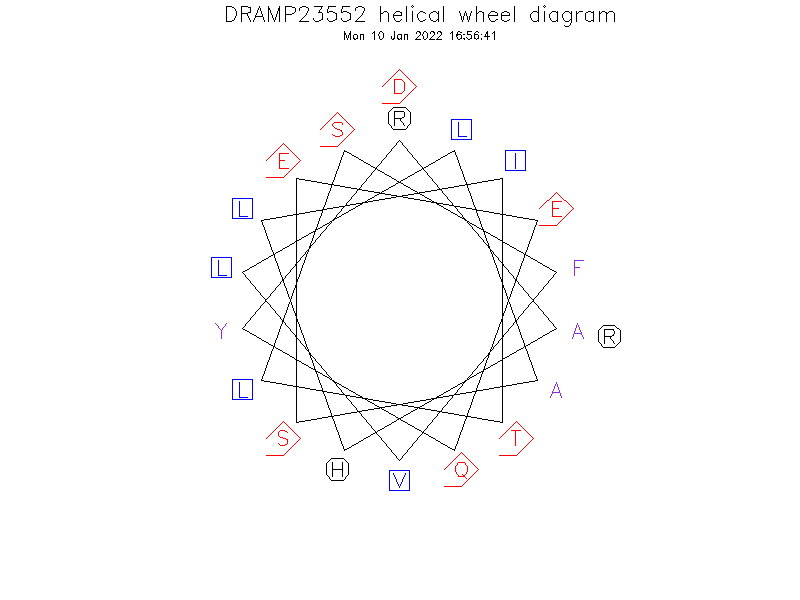 DRAMP23552 helical wheel diagram
Mon 10 Jan 2022 16:56:41
D
S R L
E I
L E
L F
Y A R
L A
S T
H V Q